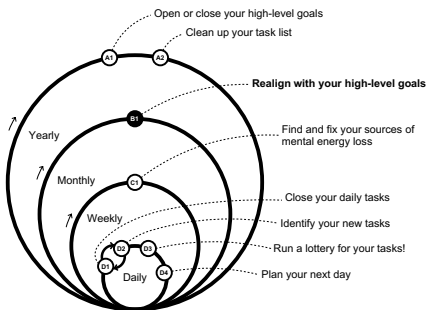 Open or close your high-level goals
Clean up your task list
A1
A2
Realign with your high-level goals
B1
Yearly
Find and fix your sources of
mental energy loss
Monthly
C1
Close your daily tasks
Weekly
Identify your new tasks
D2
D3
Run a lottery for your tasks!
D1
Daily
D4
Plan your next day